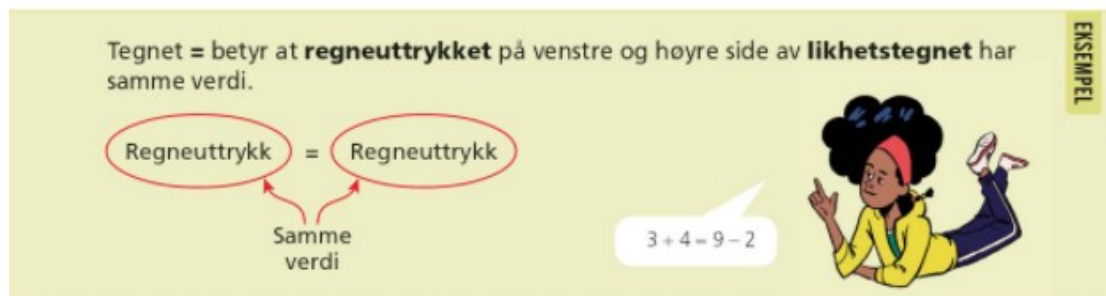 Tegnet = betyr at regneuttrykket på venstre og høyre side av likhetstegnet har
samme verdi.
EKSEMPEL
Regneuttrykk = Regneuttrykk
Samme
verdi
3 + 4 = 9 – 2